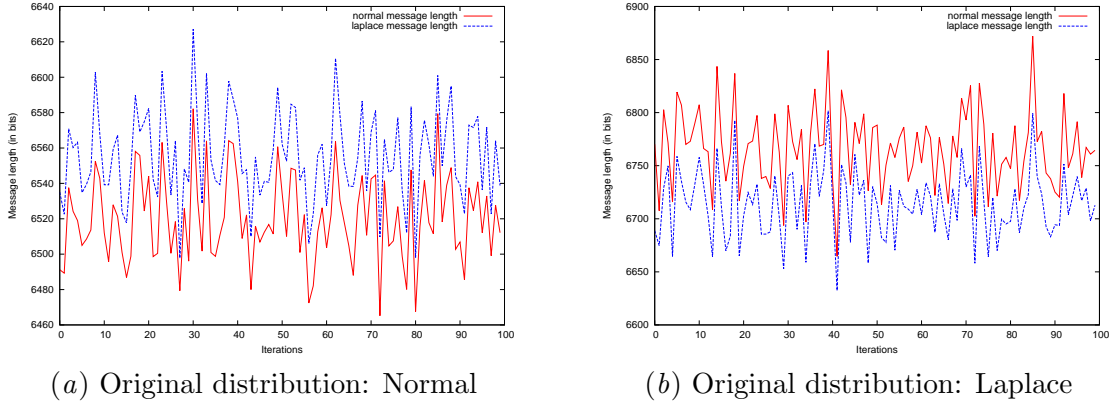 normal message length
laplace message length
6640
6620
6600
6580
6560
6540
6520
6500
6480
6460
Message length (in bits)
0 10 20 30 40 50 60 70 80 90 100
Iterations
(a) Original distribution: Normal
normal message length
laplace message length
6900
6850
6800
6750
6700
6650
6600
Message length (in bits)
0 10 20 30 40 50 60 70 80 90 100
Iterations
(b) Original distribution: Laplace